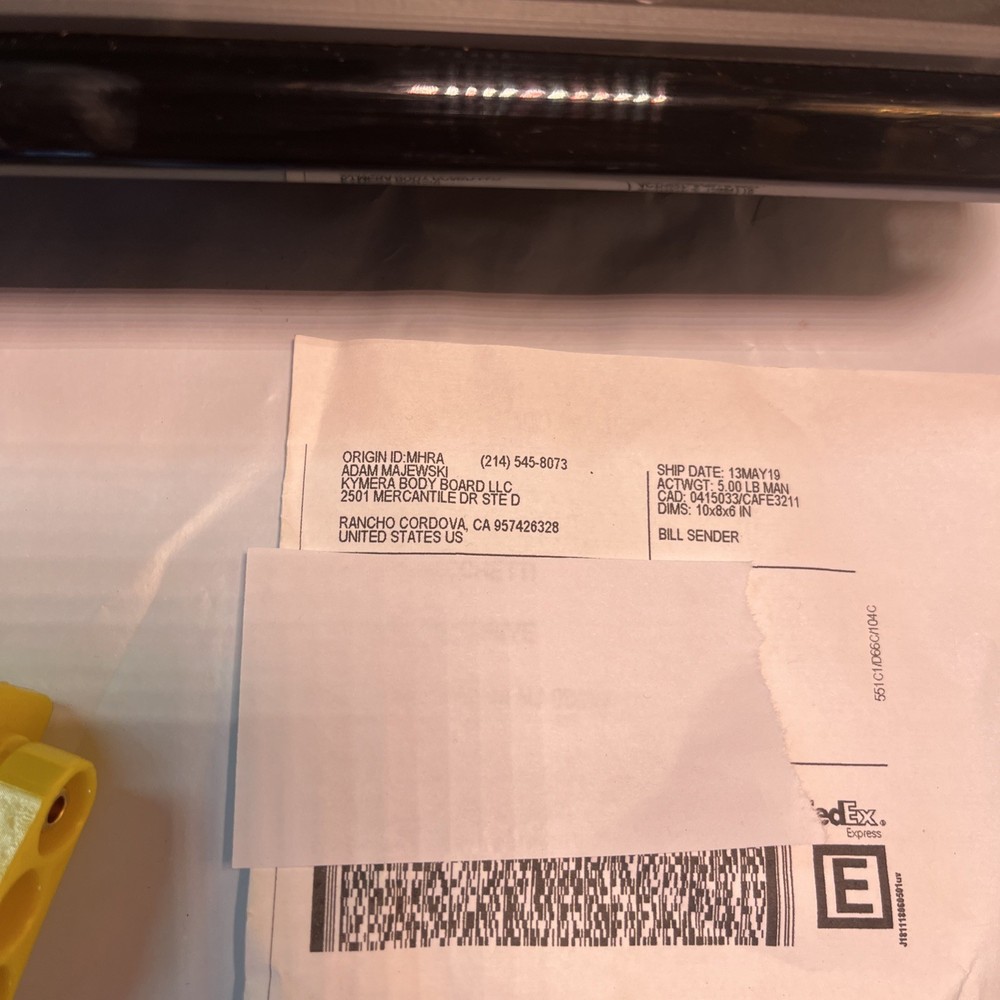 ORIGIN ID:MHRA (214) 545-8073
ADAM MAJEWSKI
KYMERA BODY BOARD LLC
2501 MERCANTILE DR STE D
RANCHO CORDOVA, CA 957426328
UNITED STATES US
SHIP DATE: 13MAY19
ACTWGT: 5.00 LB MAN
CAD: 0415033/CAFE3211
DIMS: 10x8x6 IN
BILL SENDER
551C1/D66C/104C
edEx.
Express
E
J181118060501uv